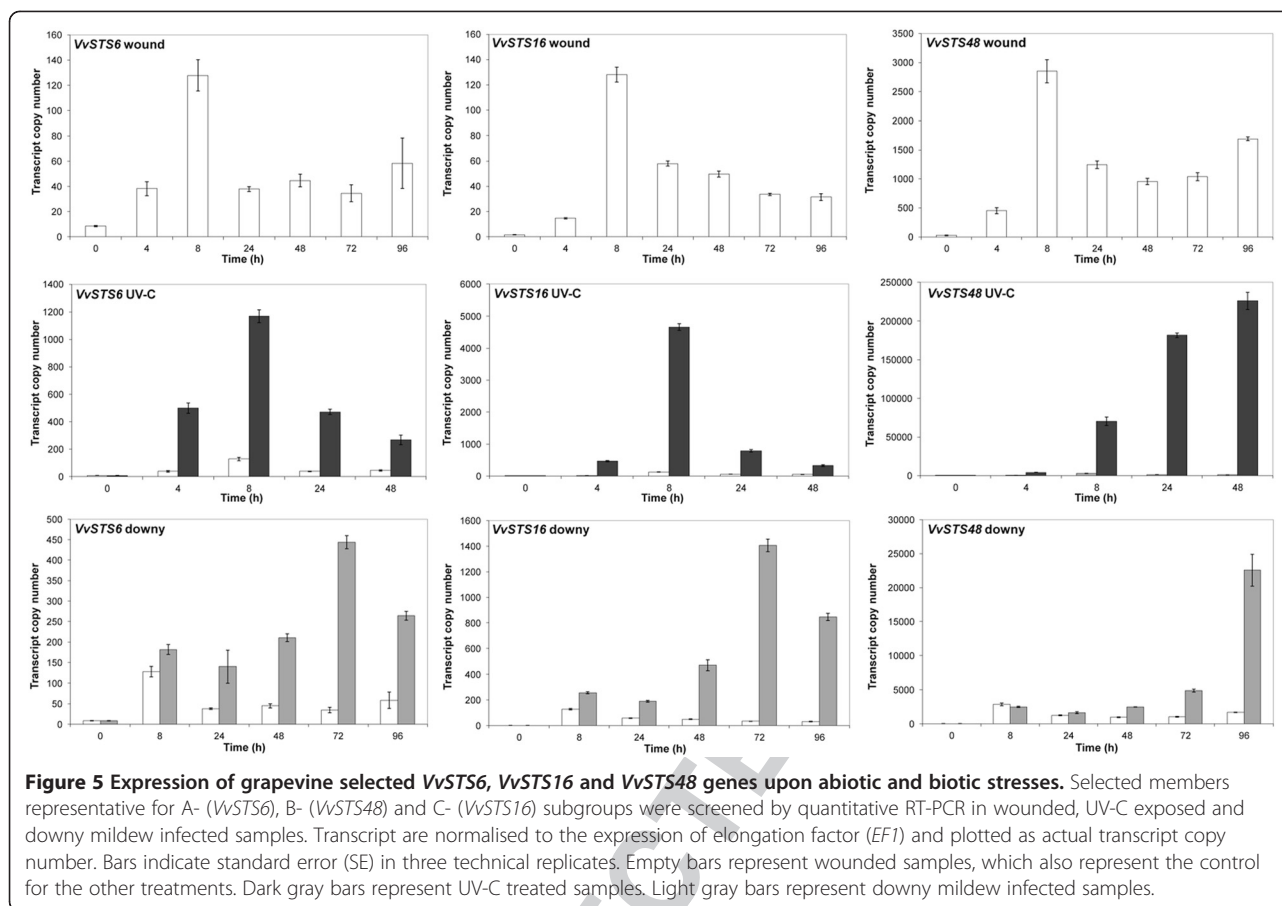 VvSTS6 wound
Transcript copy number
160
140
120
100
80
60
40
20
0
0 4 8 24 48 72 96
Time (h)
VvSTS16 wound
Transcript copy number
160
140
120
100
80
60
40
20
0
0 4 8 24 48 72 96
Time (h)
VvSTS48 wound
Transcript copy number
3500
3000
2500
2000
1500
1000
500
0
0 4 8 24 48 72 96
Time (h)
VvSTS6 UV-C
Transcript copy number
1400
1200
1000
800
600
400
200
0
0 4 8 24 48
Time (h)
VvSTS16 UV-C
Transcript copy number
6000
5000
4000
3000
2000
1000
0
0 4 8 24 48
Time (h)
VvSTS48 UV-C
Transcript copy number
250000
200000
150000
100000
50000
0
0 4 8 24 48
Time (h)
VvSTS6 downy
Transcript copy number
500
450
400
350
300
250
200
150
100
50
0
0 8 24 48 72 96
Time (h)
VvSTS16 downy
Transcript copy number
1600
1400
1200
1000
800
600
400
200
0
0 8 24 48 72 96
Time (h)
VvSTS48 downy
Transcript copy number
30000
25000
20000
15000
10000
5000
0
0 8 24 48 72 96
Time (h)
Figure 5 Expression of grapevine selected VvSTS6, VvSTS16 and VvSTS48 genes upon abiotic and biotic stresses. Selected members
representative for A- (VvSTS6), B- (VvSTS48) and C- (VvSTS16) subgroups were screened by quantitative RT-PCR in wounded, UV-C exposed and
downy mildew infected samples. Transcript are normalised to the expression of elongation factor (EF1) and plotted as actual transcript copy
number. Bars indicate standard error (SE) in three technical replicates. Empty bars represent wounded samples, which also represent the control
for the other treatments. Dark gray bars represent UV-C treated samples. Light gray bars represent downy mildew infected samples.